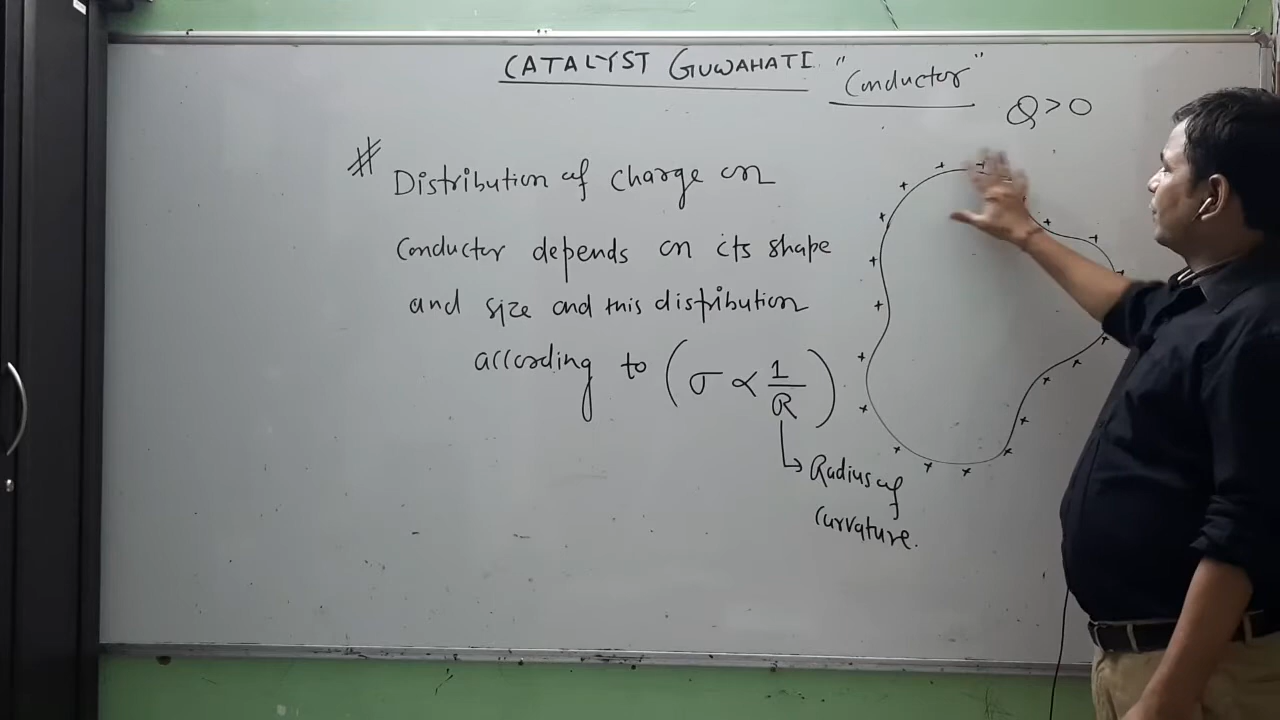 CATALYST GUWAHATI "Conductor"
Q > 0
# Distribution of charge on
conductor depends on its shape
and size and this distribution
according to (σ ∝ 1/R)
Radius of
curvature.